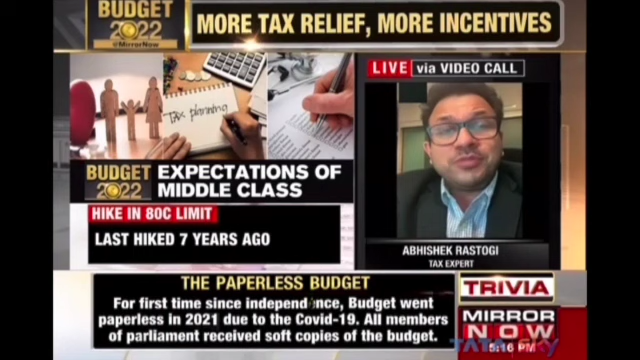 BUDGET
2022
@MirrorNow
MORE TAX RELIEF, MORE INCENTIVES
Tax planning
LIVE via VIDEO CALL
BUDGET
2022
EXPECTATIONS OF
MIDDLE CLASS
HIKE IN 80C LIMIT
LAST HIKED 7 YEARS AGO
ABHISHEK RASTOGI
TAX EXPERT
THE PAPERLESS BUDGET
For first time since independence, Budget went
paperless in 2021 due to the Covid-19. All members
of parliament received soft copies of the budget.
TRIVIA
MIRROR
NOW
TATA sky
5:16 PM